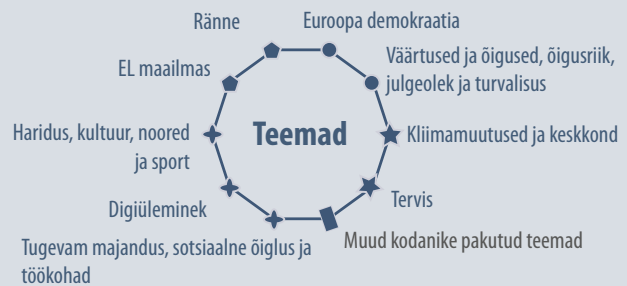 Ränne
Euroopa demokraatia
Väärtused ja õigused, õigusriik,
julgeolek ja turvalisus
EL maailmas
Haridus, kultuur, noored
ja sport
Teemad
Kliimamuutused ja keskkond
Digiüleminek
Tervis
Tugevam majandus, sotsiaalne õiglus ja
töökohad
Muud kodanike pakutud teemad